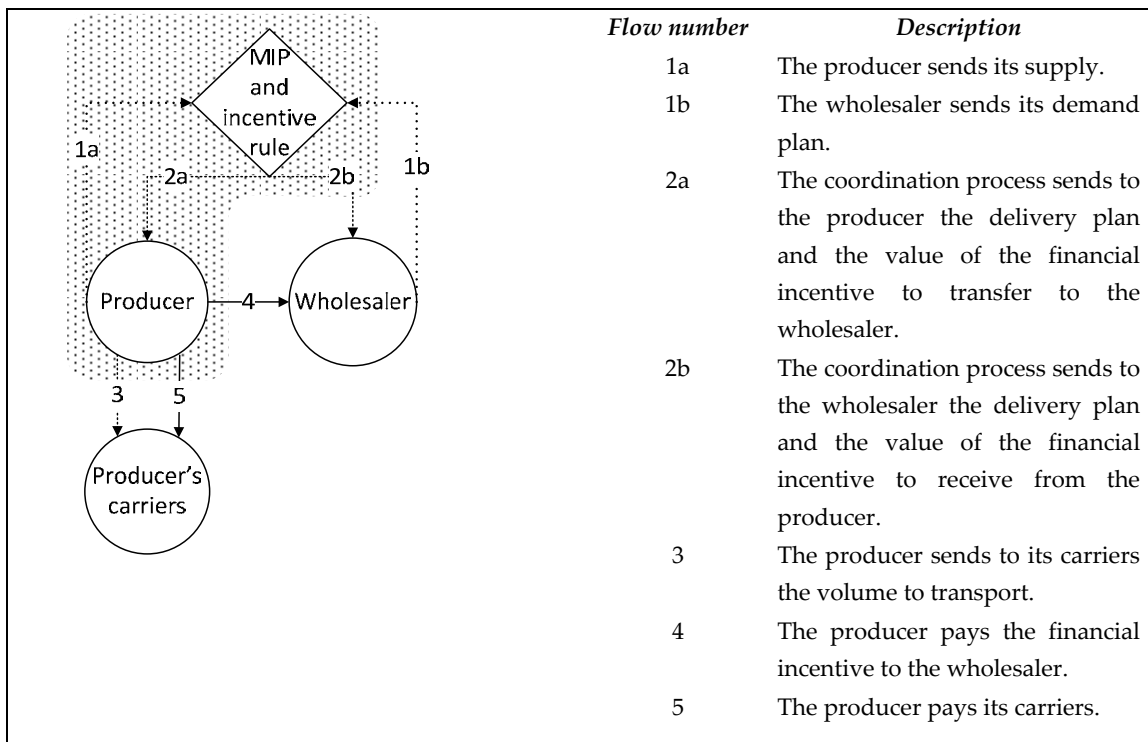 MIP
and
incentive
rule
1a
1b
2a
2b
Producer
4
Wholesaler
3
5
Producer's
carriers
Flow number Description
1a The producer sends its supply.
1b The wholesaler sends its demand
plan.
2a The coordination process sends to
the producer the delivery plan
and the value of the financial
incentive to transfer to the
wholesaler.
2b The coordination process sends to
the wholesaler the delivery plan
and the value of the financial
incentive to receive from the
producer.
3 The producer sends to its carriers
the volume to transport.
4 The producer pays the financial
incentive to the wholesaler.
5 The producer pays its carriers.